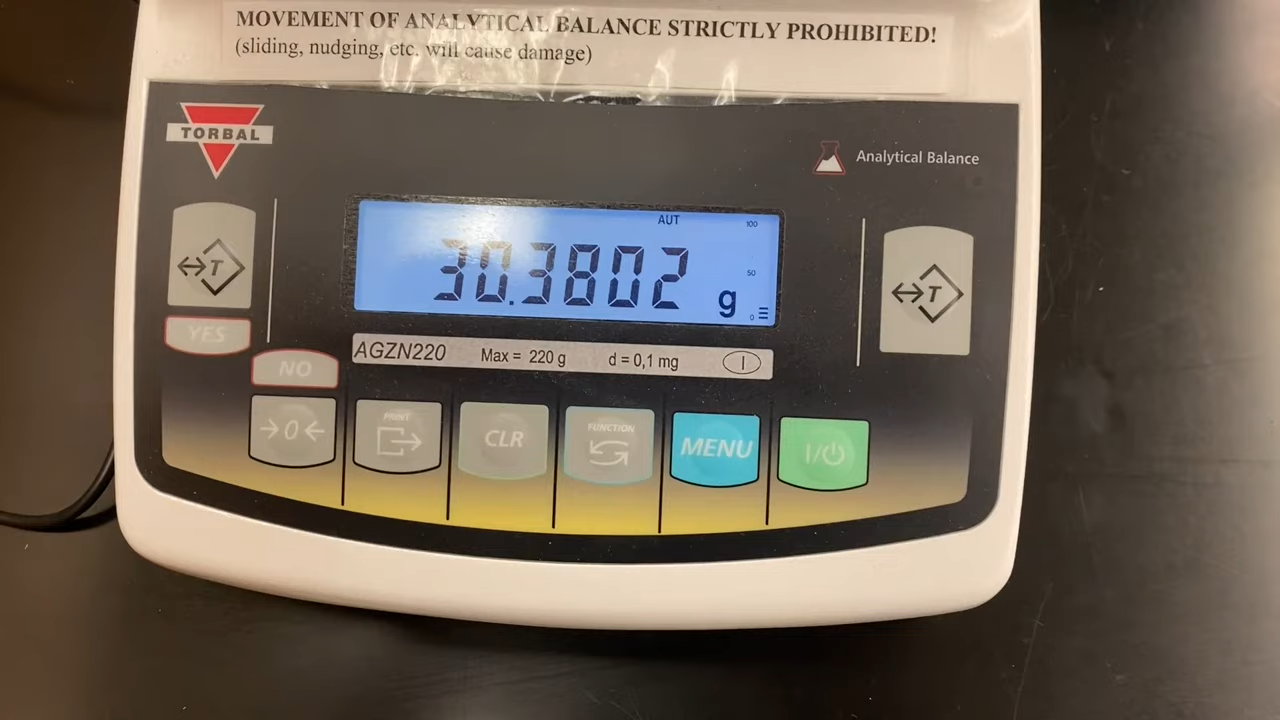 MOVEMENT OF ANALYTICAL BALANCE STRICTLY PROHIBITED!
(sliding, nudging, etc. will cause damage)
TORBAL
Analytical Balance
AUT
100
30.3802 g
50
0
T
T
YES
AGZN220 Max = 220 g d = 0,1 mg I
NO
→0←
PRINT
CLR
FUNCTION
MENU
I/⏻